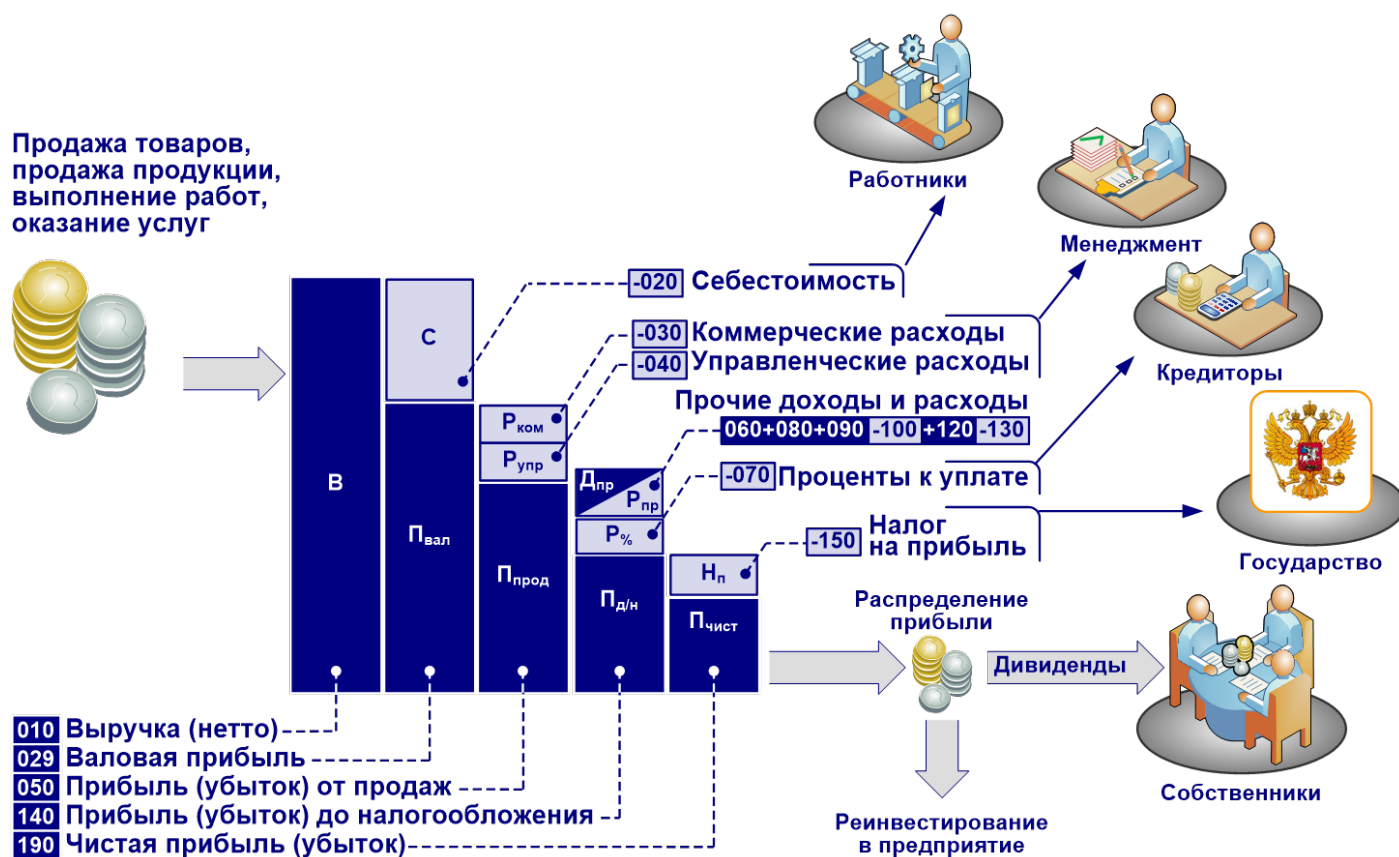 Продажа товаров,
продажа продукции,
выполнение работ,
оказание услуг
Работники
Менеджмент
Кредиторы
Государство
Собственники
-020 Себестоимость
-030 Коммерческие расходы
-040 Управленческие расходы
Прочие доходы и расходы
060+080+090 -100 +120 -130
-070 Проценты к уплате
-150 Налог
на прибыль
В
С
Пвал
Рком
Рупр
Ппрод
Дпр
Рпр
Р%
Пд/н
Нп
Пчист
Распределение
прибыли
Дивиденды
Реинвестирование
в предприятие
010 Выручка (нетто)
029 Валовая прибыль
050 Прибыль (убыток) от продаж
140 Прибыль (убыток) до налогообложения
190 Чистая прибыль (убыток)